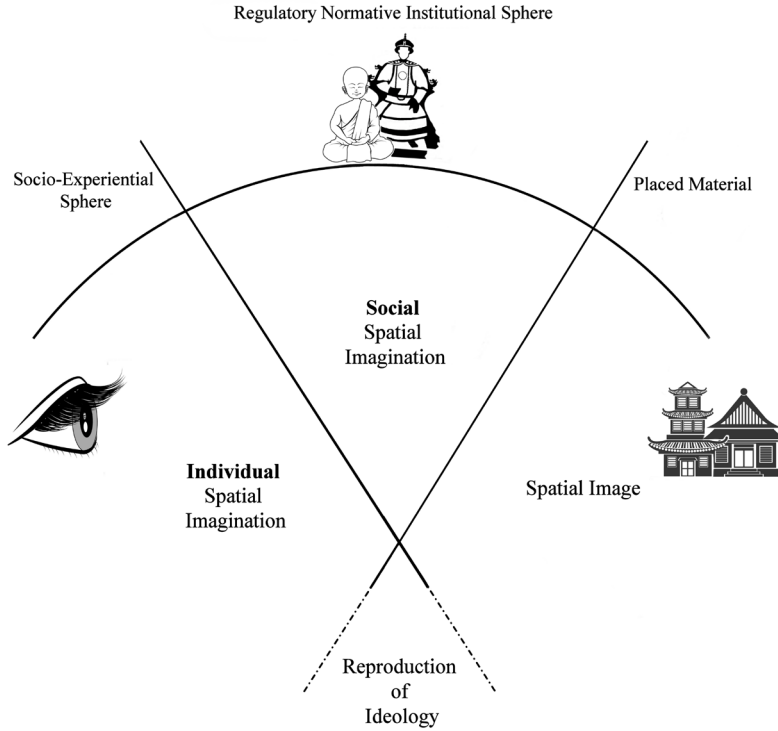 Regulatory Normative Institutional Sphere
Socio-Experiential
Sphere
Placed Material
Social
Spatial
Imagination
Individual
Spatial
Imagination
Spatial Image
Reproduction
of
Ideology